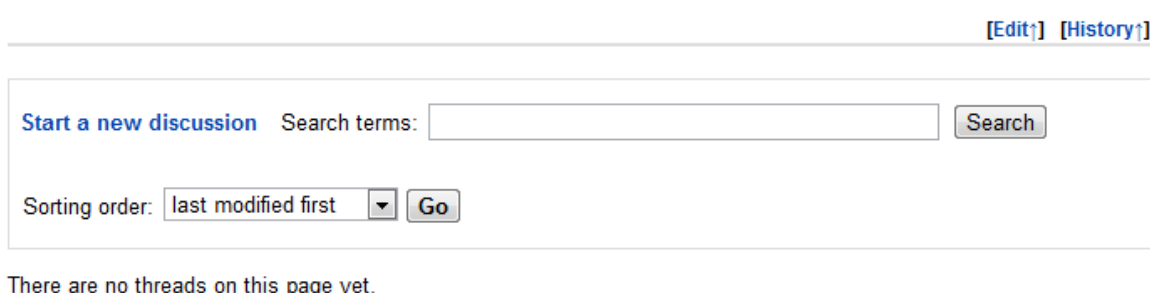 [Edit↑] [History↑]
Start a new discussion Search terms: Search
Sorting order: last modified first Go
There are no threads on this page yet.